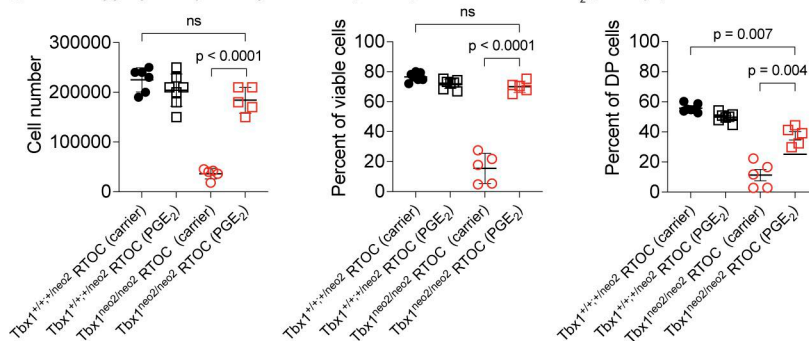 ns
p < 0.0001
Cell number
300000
200000
100000
0
Tbx1+/+;+/neo2 RTOC (carrier)
Tbx1+/+;+/neo2 RTOC (PGE2)
Tbx1neo2/neo2 RTOC (carrier)
Tbx1neo2/neo2 RTOC (PGE2)
ns
p < 0.0001
Percent of viable cells
100
80
60
40
20
0
Tbx1+/+;+/neo2 RTOC (carrier)
Tbx1+/+;+/neo2 RTOC (PGE2)
Tbx1neo2/neo2 RTOC (carrier)
Tbx1neo2/neo2 RTOC (PGE2)
p = 0.007
p = 0.004
Percent of DP cells
100
80
60
40
20
0
Tbx1+/+;+/neo2 RTOC (carrier)
Tbx1+/+;+/neo2 RTOC (PGE2)
Tbx1neo2/neo2 RTOC (carrier)
Tbx1neo2/neo2 RTOC (PGE2)